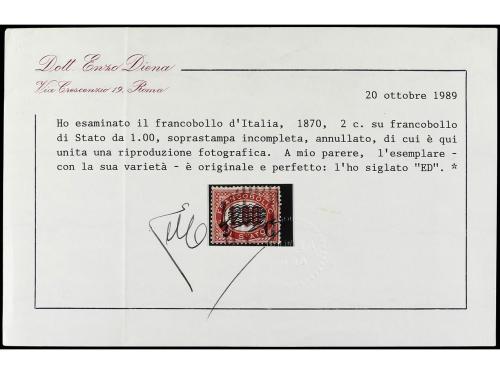 Dott. Enzo Diena
Via Crescenzio 19, Roma
20 ottobre 1989
Ho esaminato il francobollo d'Italia, 1870, 2 c. su francobollo
di Stato da 1.00, soprastampa incompleta, annullato, di cui è qui
unita una riproduzione fotografica. A mio parere, l'esemplare -
con la sua varietà - è originale e perfetto: l'ho siglato "ED". *